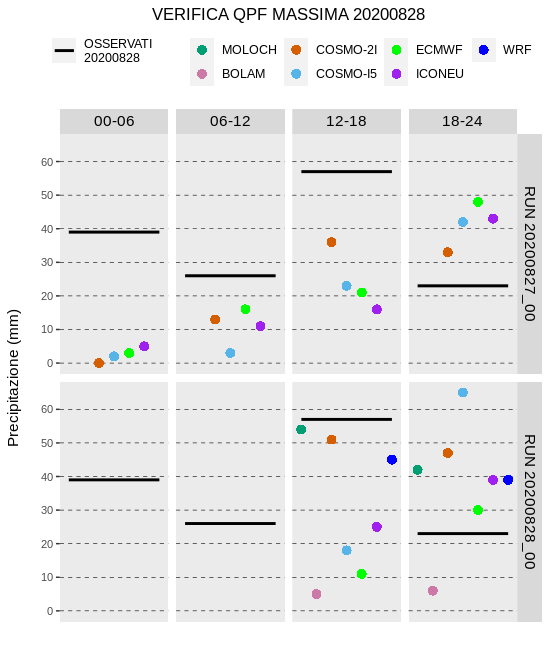 VERIFICA QPF MASSIMA 20200828
OSSERVATI
20200828
MOLOCH
COSMO-2I
ECMWF
WRF
BOLAM
COSMO-I5
ICONEU
00-06
06-12
12-18
18-24
Precipitazione (mm)
60
50
40
30
20
10
0
RUN 20200827_00
60
50
40
30
20
10
0
RUN 20200828_00